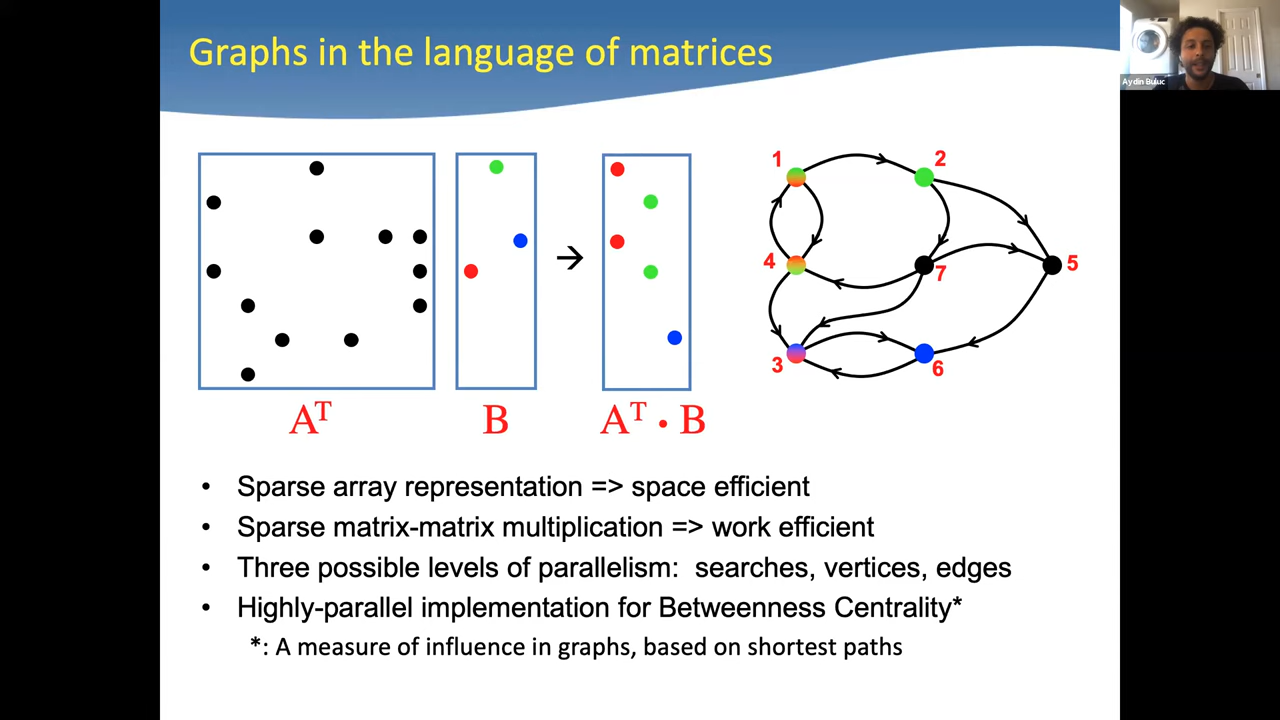 Graphs in the language of matrices
Aydin Buluc
1
2
4
7
5
3
6
Aᵀ
B
Aᵀ · B
• Sparse array representation => space efficient
• Sparse matrix-matrix multiplication => work efficient
• Three possible levels of parallelism: searches, vertices, edges
• Highly-parallel implementation for Betweenness Centrality*
*: A measure of influence in graphs, based on shortest paths